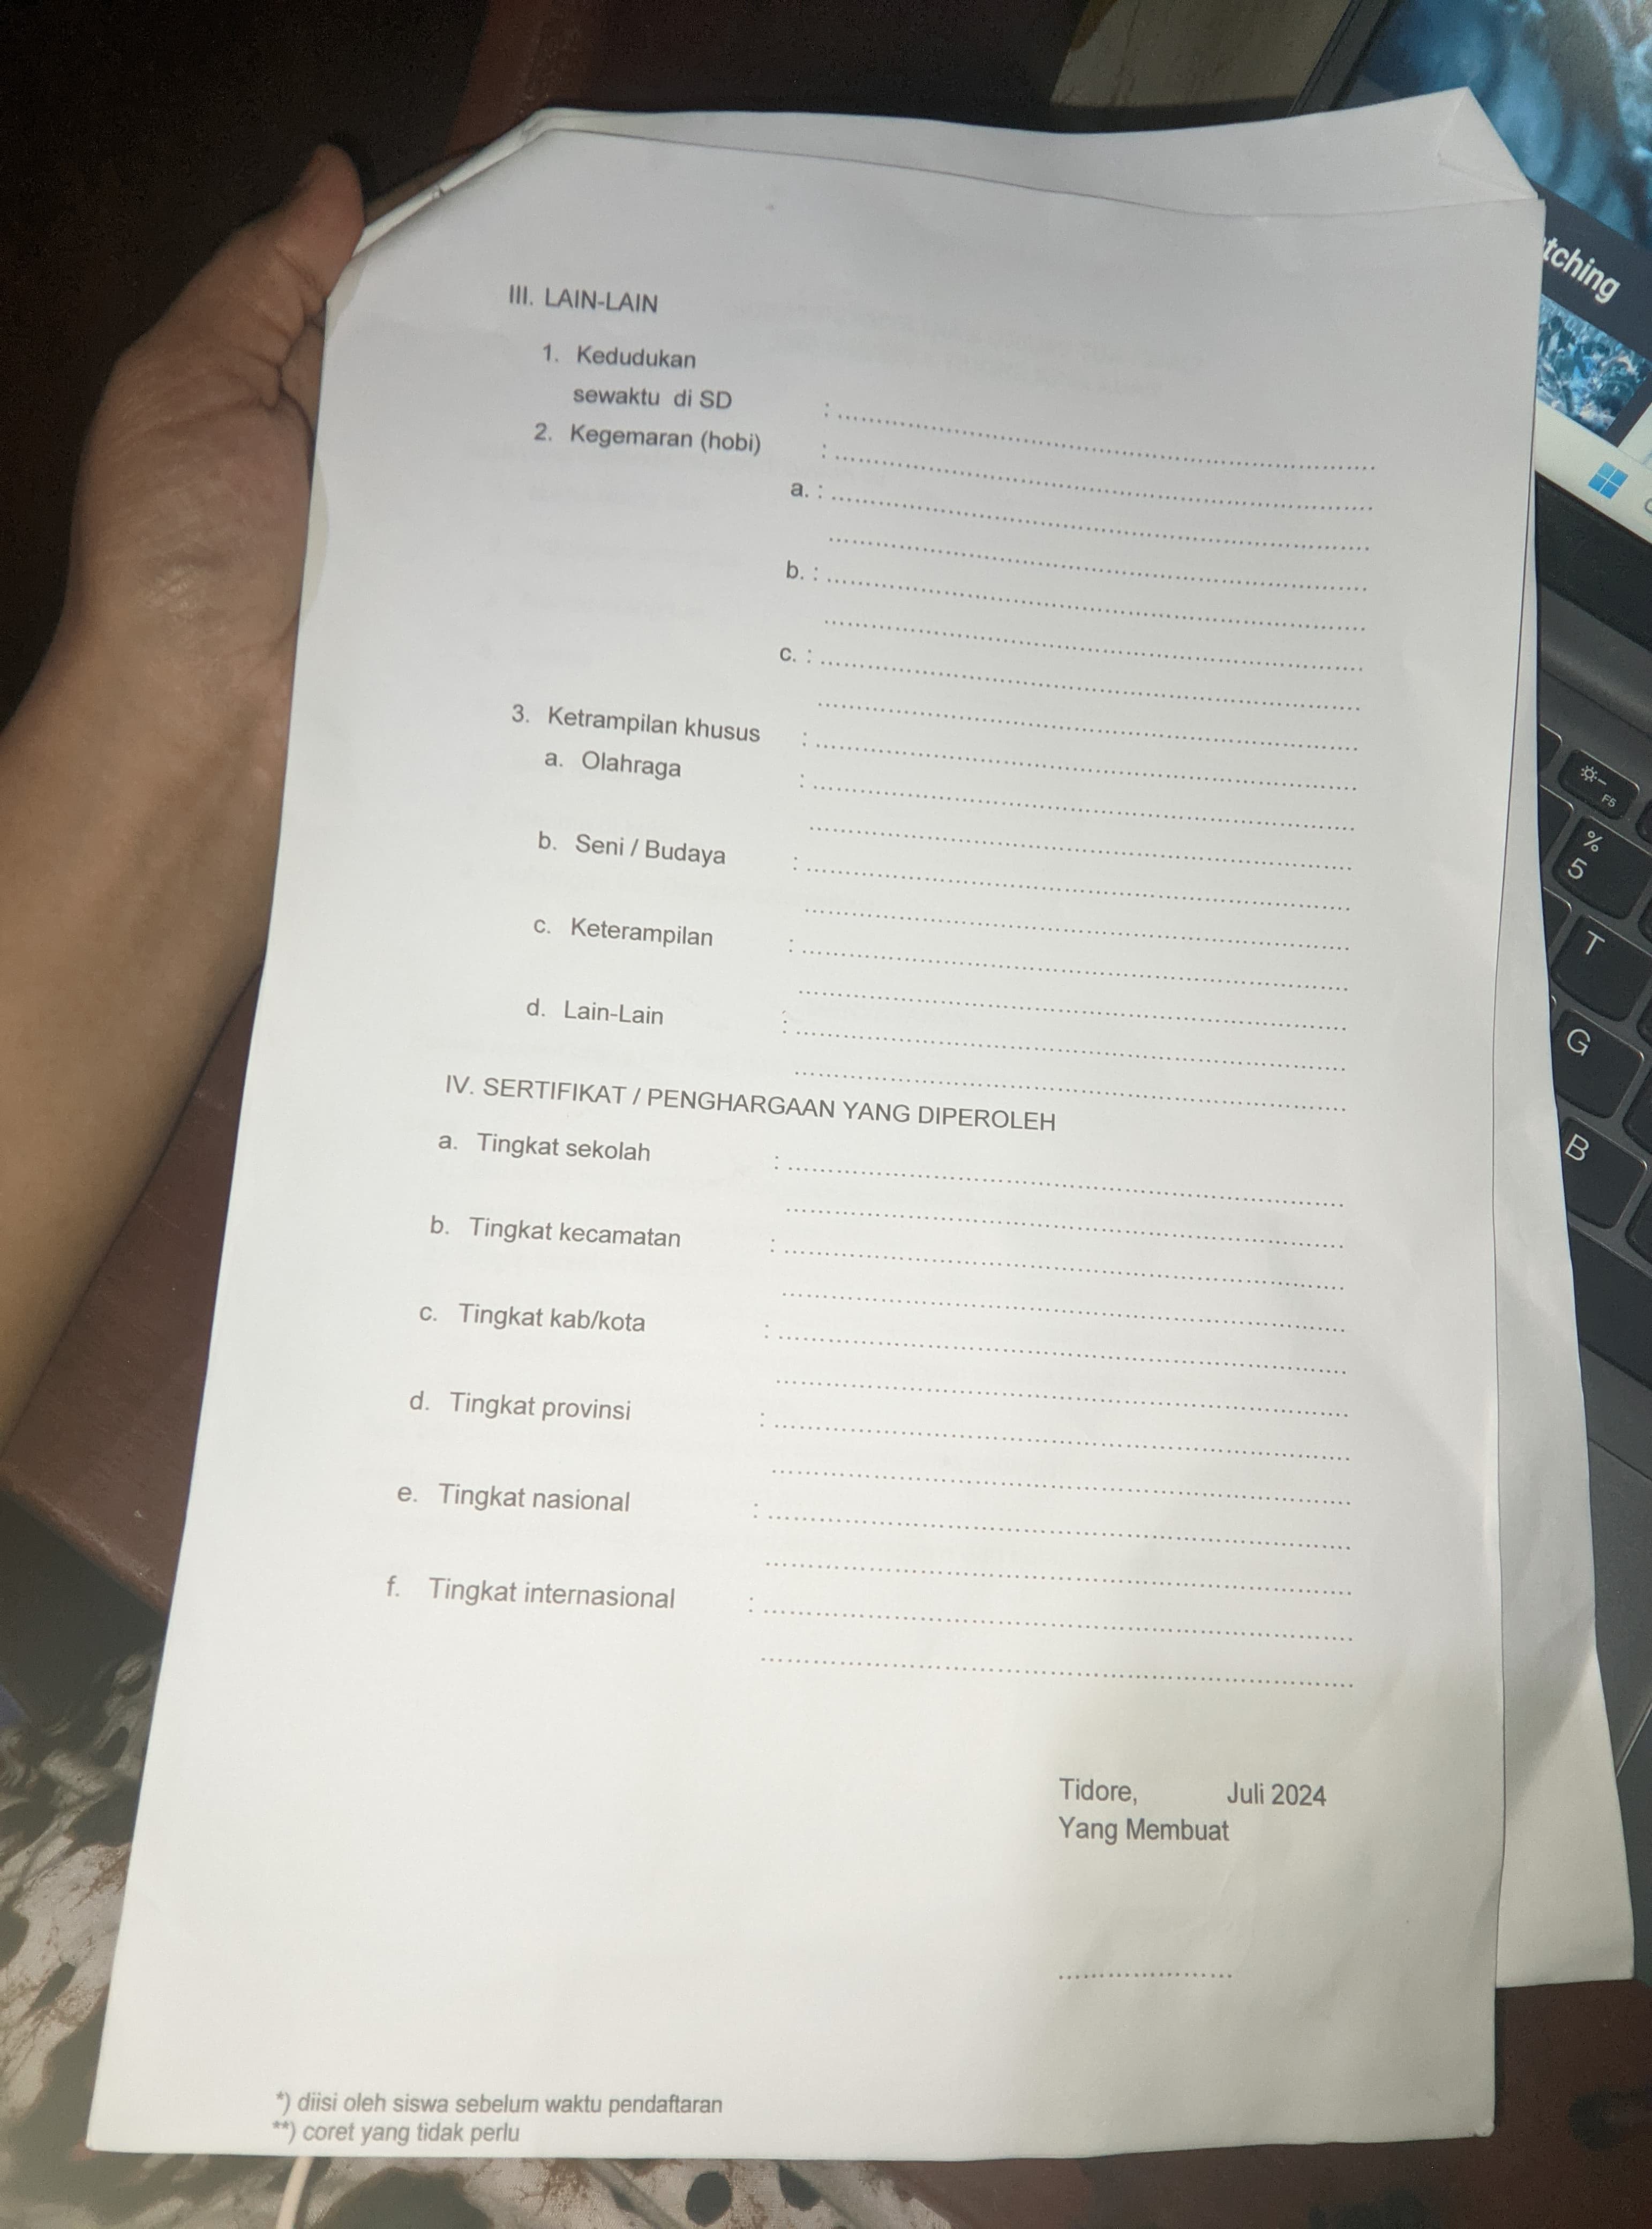 III. LAIN-LAIN
1. Kedudukan
sewaktu di SD : ........................................
2. Kegemaran (hobi) : ........................................
a. : ........................................
........................................
b. : ........................................
........................................
c. : ........................................
........................................
3. Ketrampilan khusus : ........................................
a. Olahraga : ........................................
........................................
b. Seni / Budaya : ........................................
........................................
c. Keterampilan : ........................................
........................................
d. Lain-Lain : ........................................
........................................
IV. SERTIFIKAT / PENGHARGAAN YANG DIPEROLEH
a. Tingkat sekolah : ........................................
........................................
b. Tingkat kecamatan : ........................................
........................................
c. Tingkat kab/kota : ........................................
........................................
d. Tingkat provinsi : ........................................
........................................
e. Tingkat nasional : ........................................
........................................
f. Tingkat internasional : ........................................
........................................
Tidore, Juli 2024
Yang Membuat
........................
*) diisi oleh siswa sebelum waktu pendaftaran
**) coret yang tidak perlu
tching
F5
%
5
T
G
B